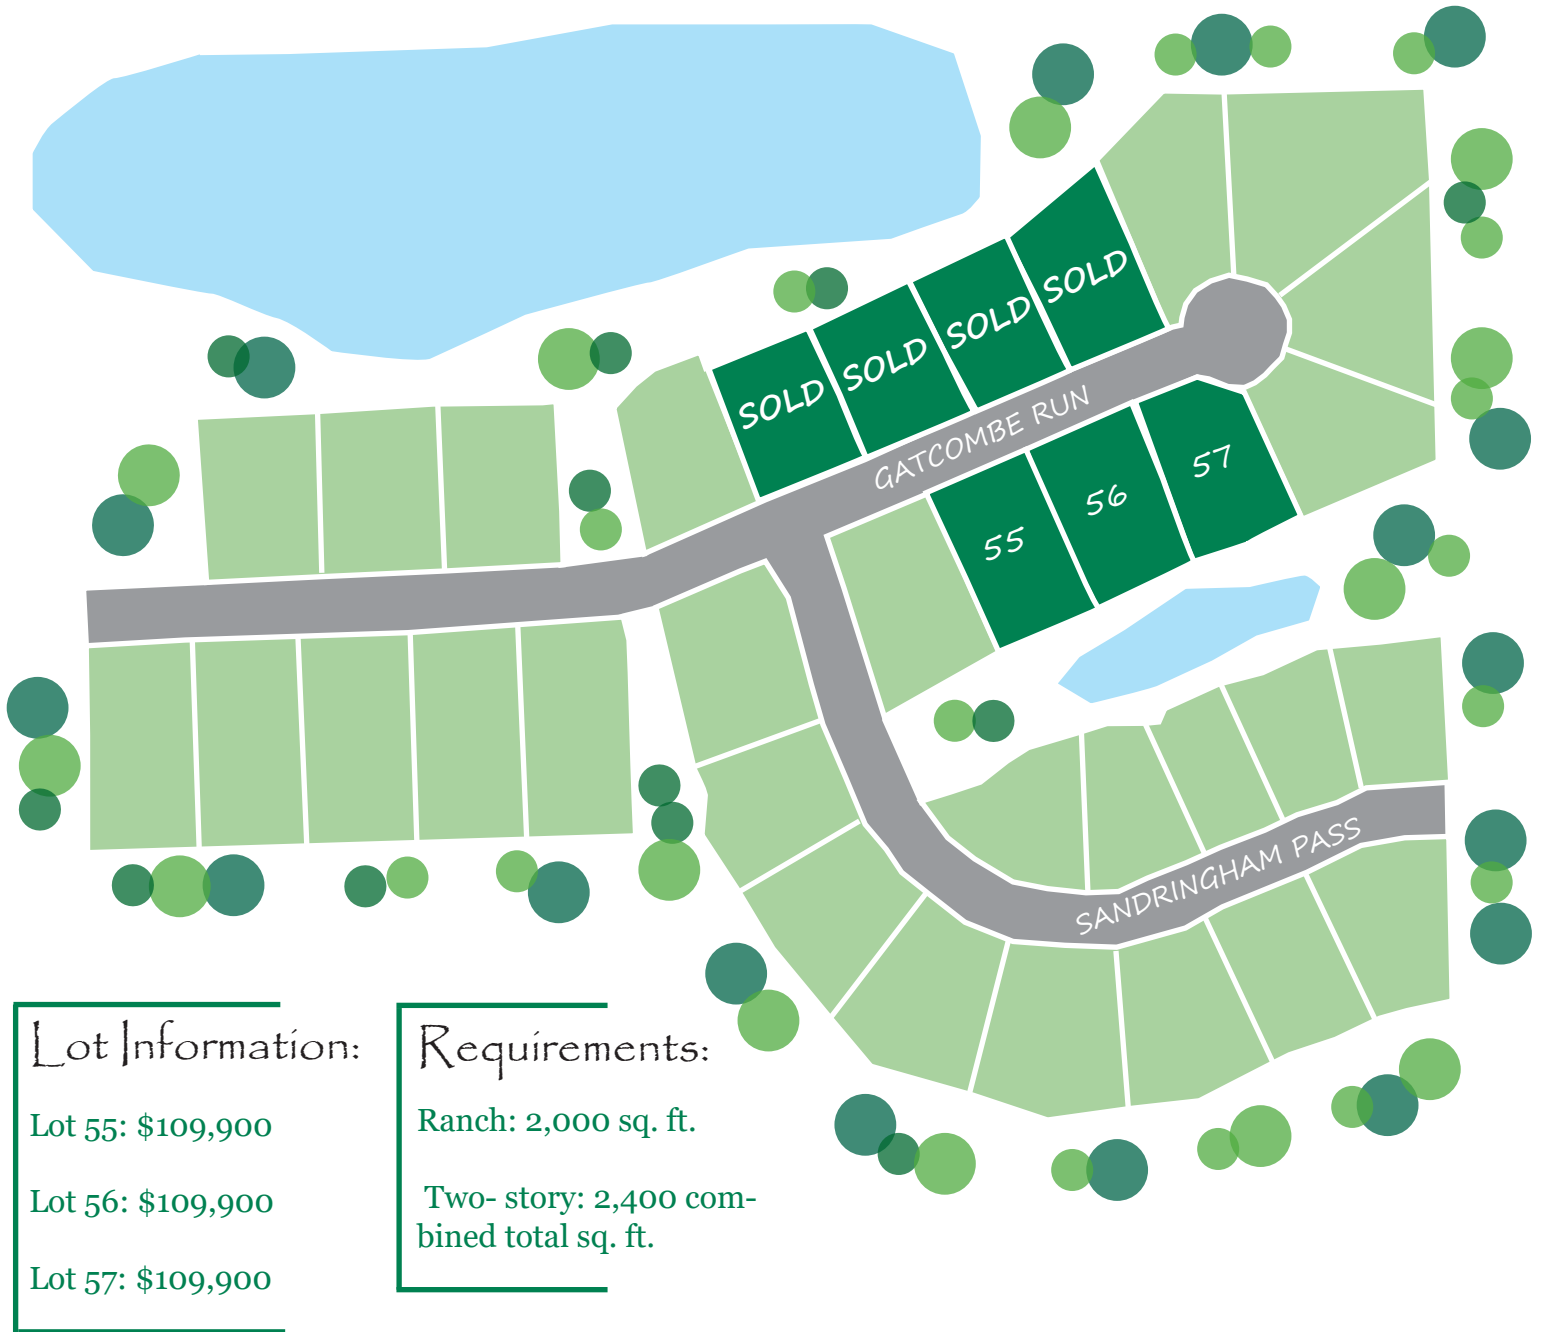 SOLD
SOLD
SOLD
SOLD
GATCOMBE RUN
57
56
55
SANDRINGHAM PASS
Lot Information:
Lot 55: $109,900
Lot 56: $109,900
Lot 57: $109,900
Requirements:
Ranch: 2,000 sq. ft.
Two- story: 2,400 com-
bined total sq. ft.